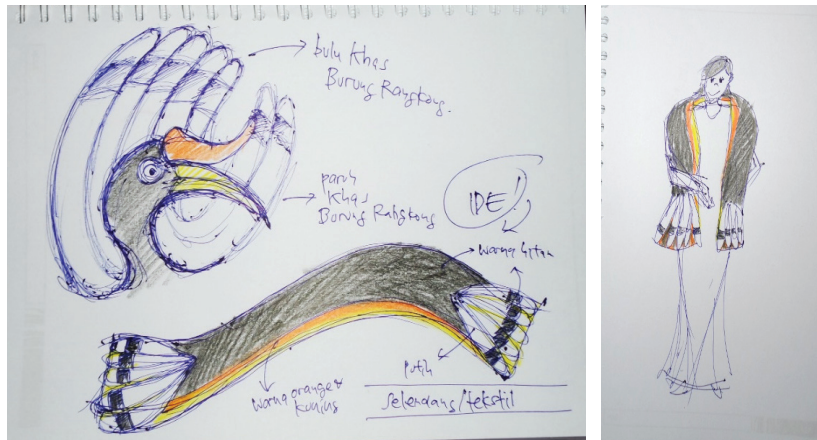 bulu khas
Burung Rangkong.
paruh
khas
Burung Rangkong
IDE!
warna hitam
putih
warna orange &
kuning
Selendang/tekstil